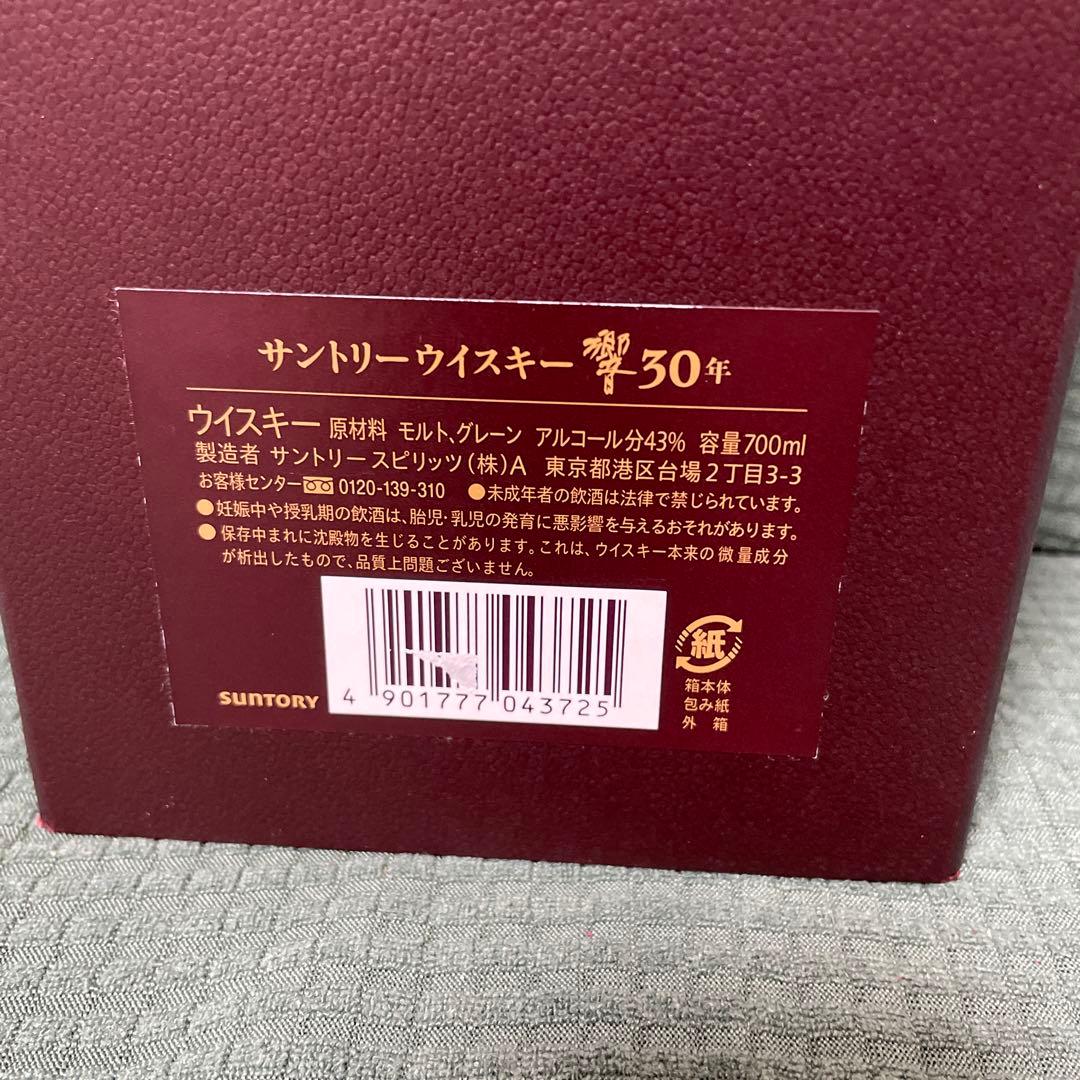 サントリーウイスキー 響 30年
ウイスキー 原材料 モルト、グレーン アルコール分43% 容量700ml
製造者 サントリースピリッツ(株)A 東京都港区台場2丁目3-3
お客様センター 0120-139-310 ●未成年者の飲酒は法律で禁じられています。
●妊娠中や授乳期の飲酒は、胎児・乳児の発育に悪影響を与えるおそれがあります。
●保存中まれに沈殿物を生じることがあります。これは、ウイスキー本来の微量成分
が析出したもので、品質上問題ございません。
SUNTORY
4 901777 043725
紙
箱本体
包み紙
外 箱